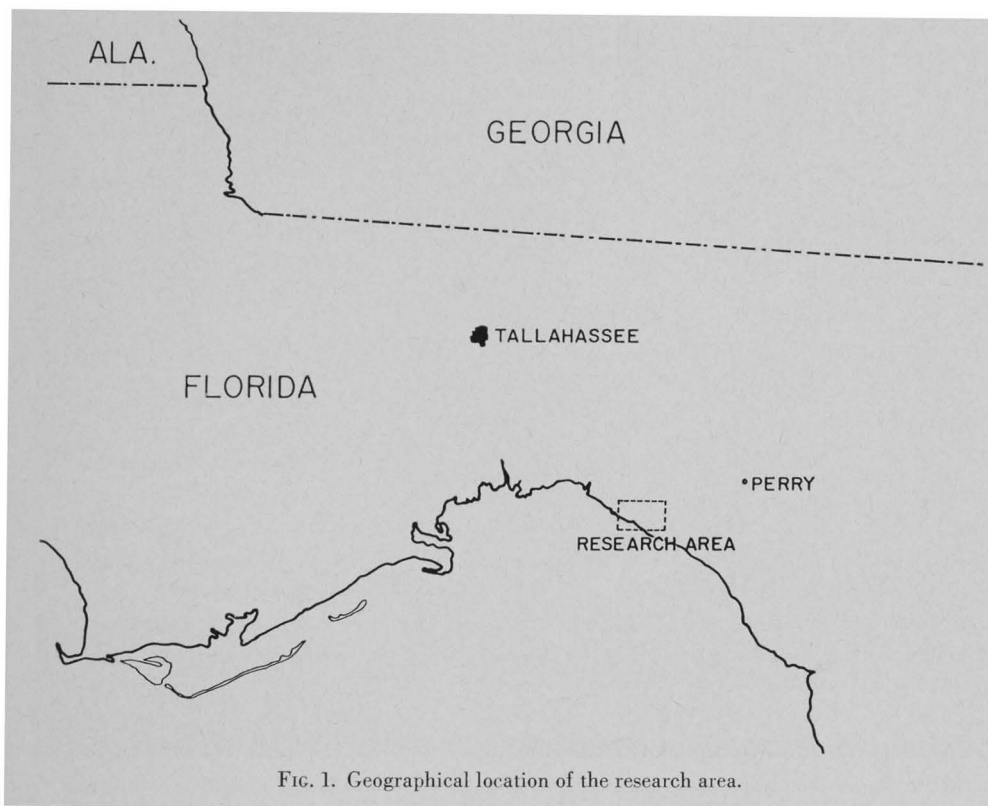 ALA.
GEORGIA
TALLAHASSEE
FLORIDA
PERRY
RESEARCH AREA
FIG. 1. Geographical location of the research area.